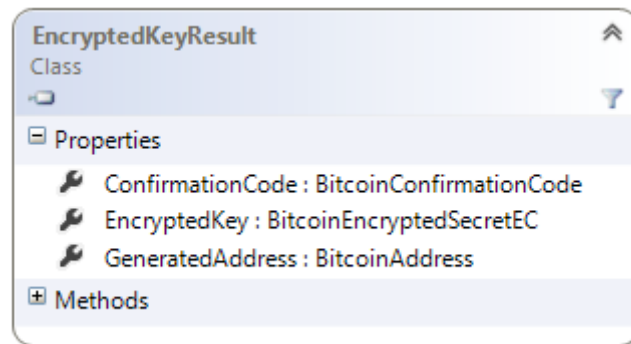 EncryptedKeyResult
Class
Properties
ConfirmationCode : BitcoinConfirmationCode
EncryptedKey : BitcoinEncryptedSecretEC
GeneratedAddress : BitcoinAddress
Methods